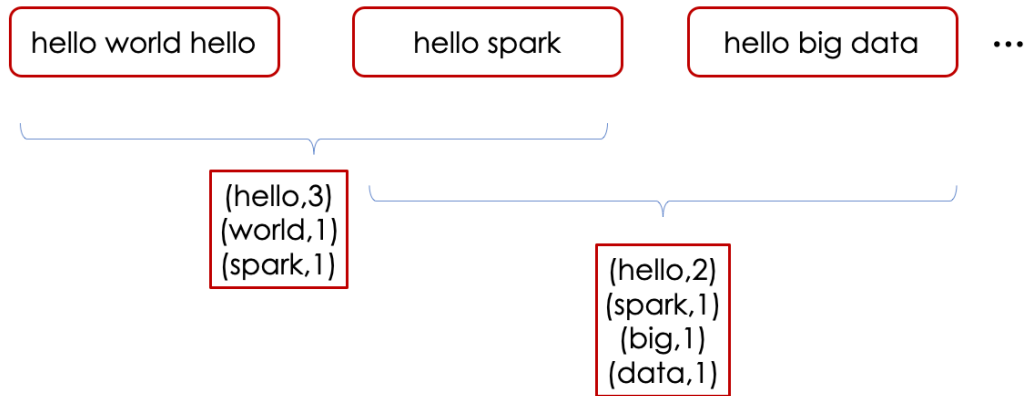 hello world hello
hello spark
hello big data
...
(hello,3)
(world,1)
(spark,1)
(hello,2)
(spark,1)
(big,1)
(data,1)